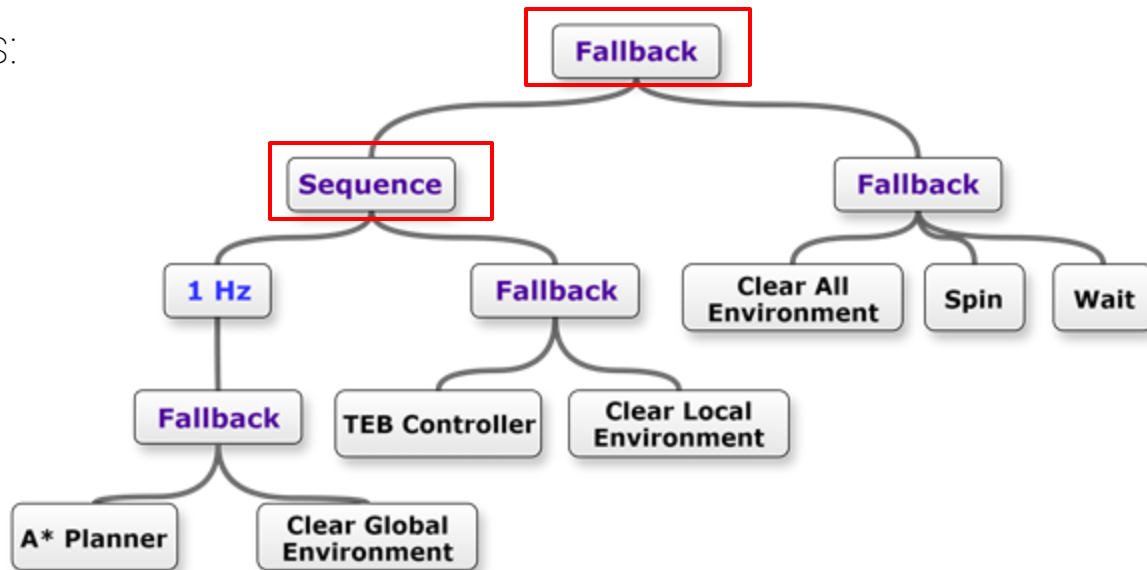 s:
Fallback
Sequence
Fallback
1 Hz
Fallback
Clear All
Environment
Spin
Wait
Fallback
TEB Controller
Clear Local
Environment
A* Planner
Clear Global
Environment